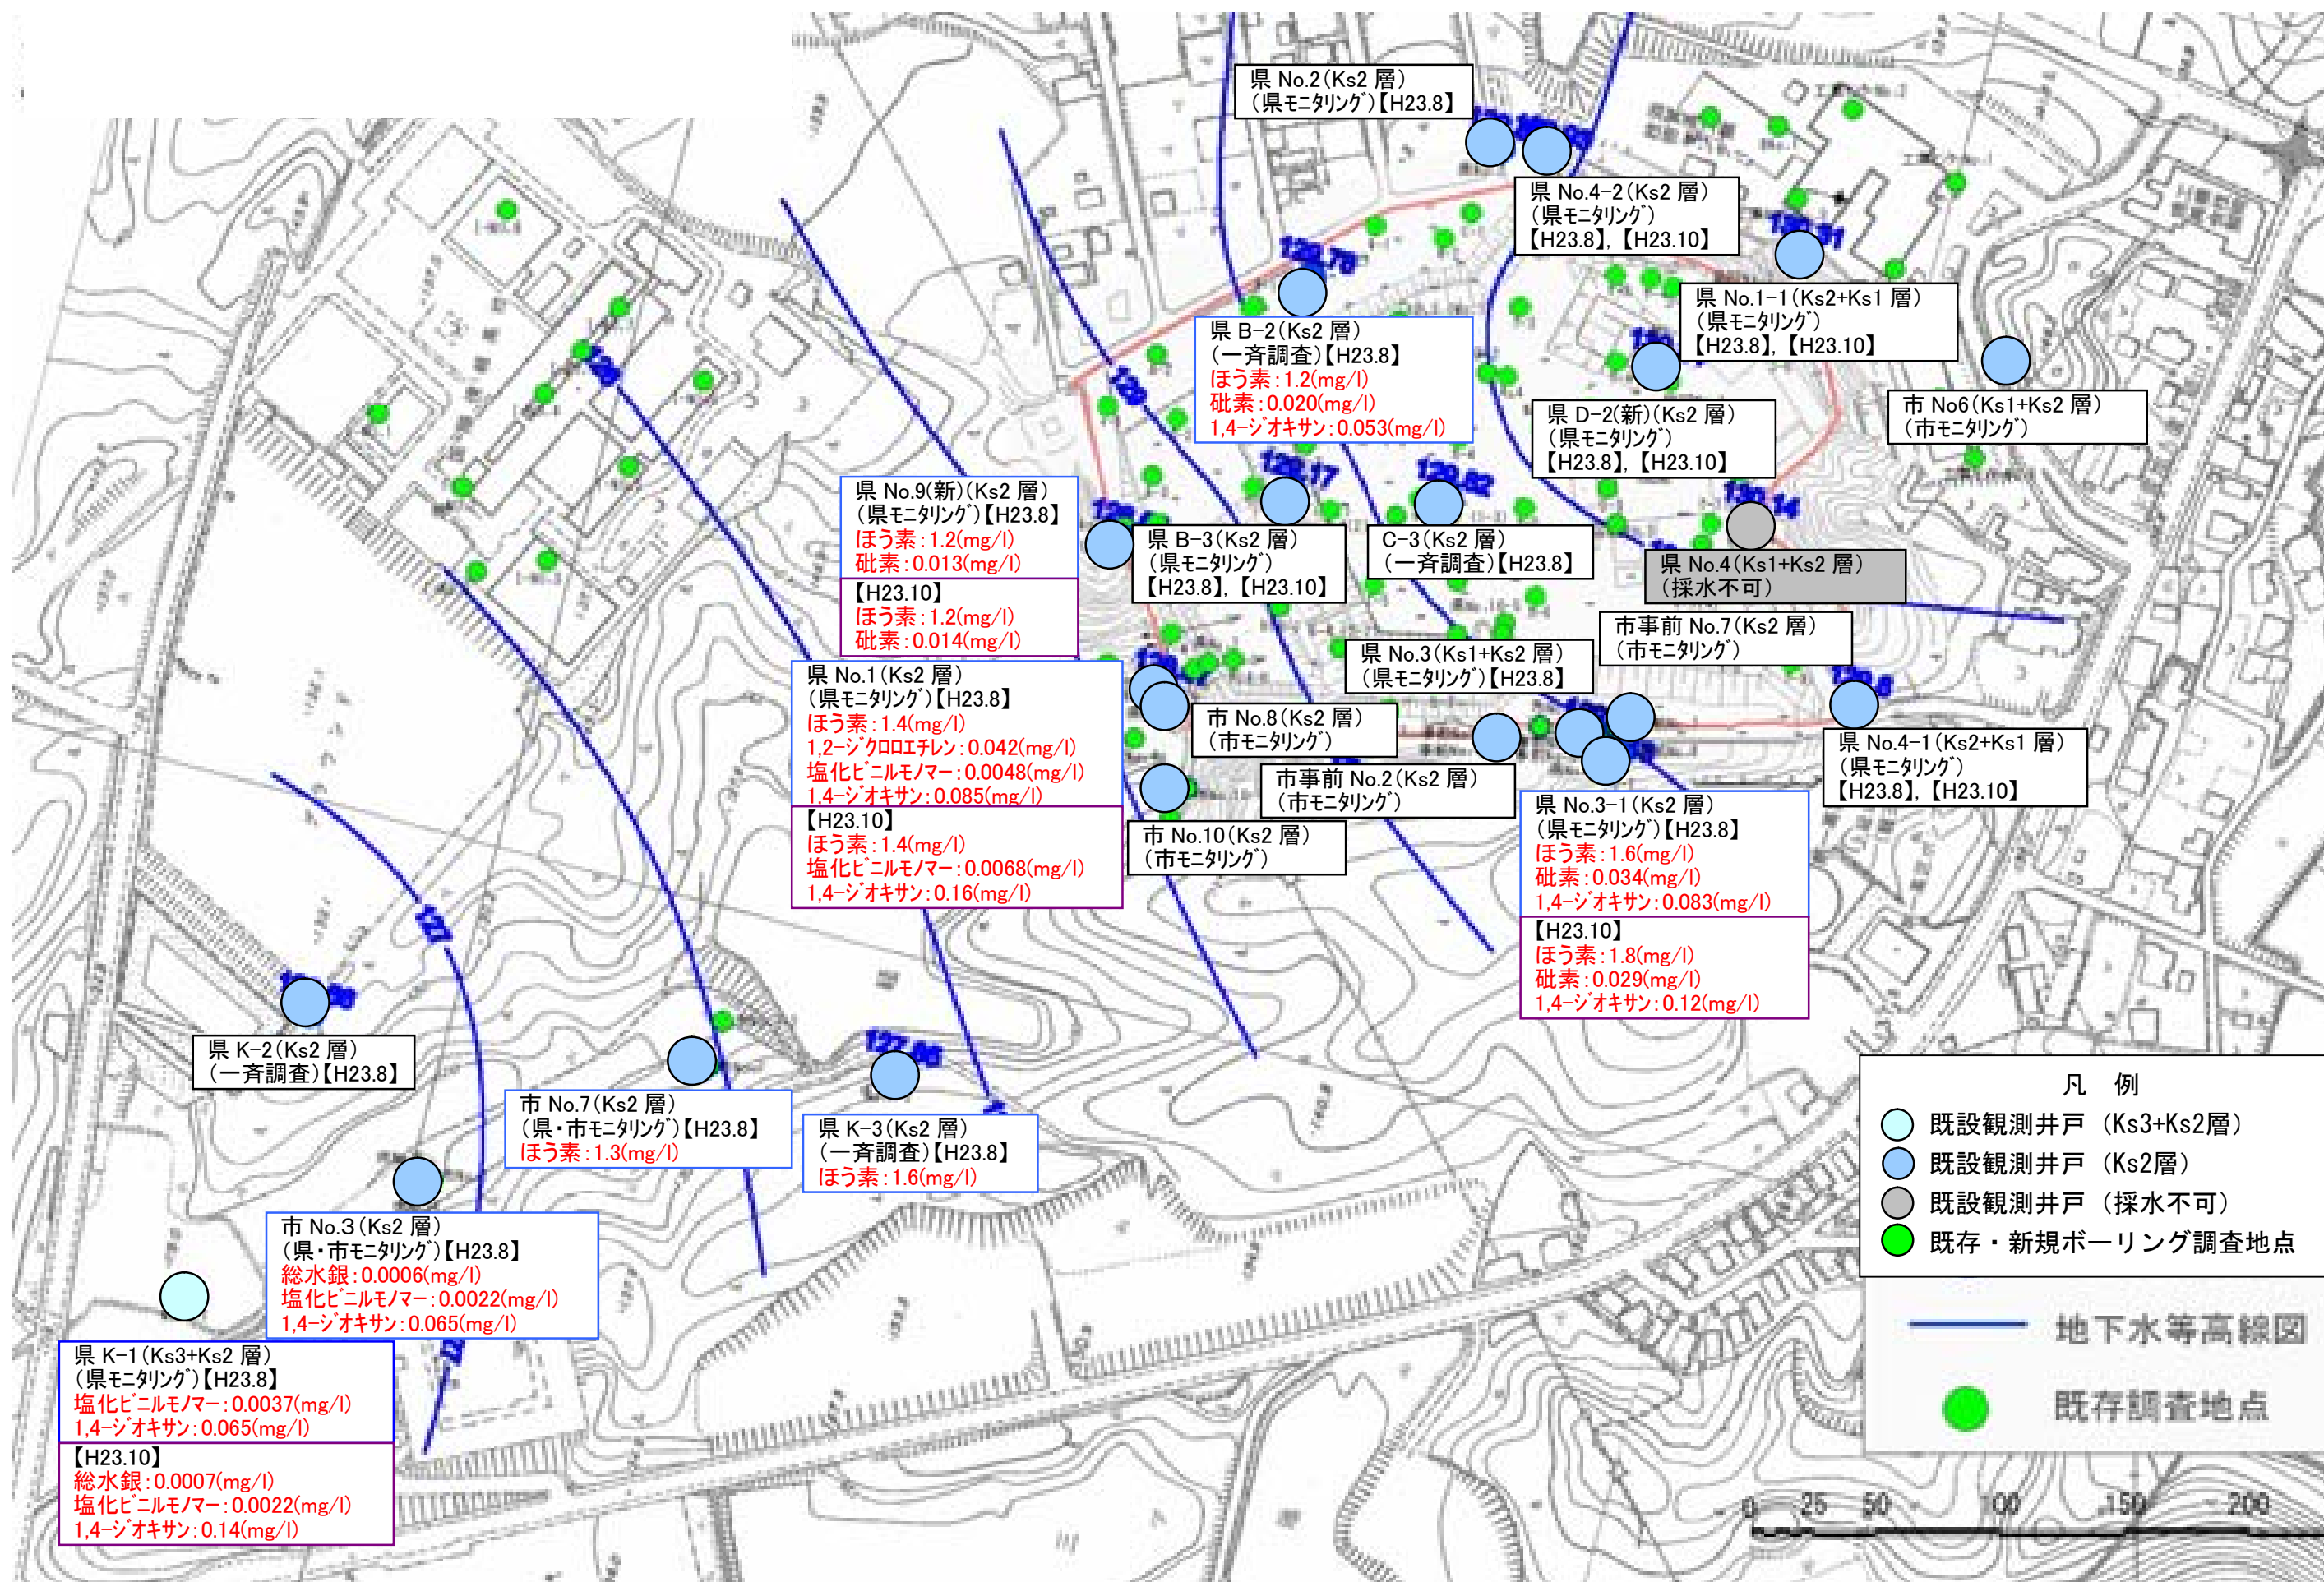 県 No.2(Ks2 層)
(県モニタリング)【H23.8】
県 No.4-2(Ks2 層)
(県モニタリング)
【H23.8】, 【H23.10】
県 No.1-1(Ks2+Ks1 層)
(県モニタリング)
【H23.8】, 【H23.10】
129.78
県 B-2(Ks2 層)
(一斉調査)【H23.8】
ほう素:1.2(mg/l)
砒素:0.020(mg/l)
1,4-ジオキサン:0.053(mg/l)
市 No6(Ks1+Ks2 層)
(市モニタリング)
県 D-2(新)(Ks2 層)
(県モニタリング)
【H23.8】, 【H23.10】
県 No.9(新)(Ks2 層)
(県モニタリング)【H23.8】
ほう素:1.2(mg/l)
砒素:0.013(mg/l)
【H23.10】
ほう素:1.2(mg/l)
砒素:0.014(mg/l)
県 B-3(Ks2 層)
(県モニタリング)
【H23.8】, 【H23.10】
129.82
C-3(Ks2 層)
(一斉調査)【H23.8】
130.14
県 No.4(Ks1+Ks2 層)
(採水不可)
市事前 No.7(Ks2 層)
(市モニタリング)
県 No.3(Ks1+Ks2 層)
(県モニタリング)【H23.8】
県 No.1(Ks2 層)
(県モニタリング)【H23.8】
ほう素:1.4(mg/l)
1,2-ジクロロエチレン:0.042(mg/l)
塩化ビニルモノマー:0.0048(mg/l)
1,4-ジオキサン:0.085(mg/l)
【H23.10】
ほう素:1.4(mg/l)
塩化ビニルモノマー:0.0068(mg/l)
1,4-ジオキサン:0.16(mg/l)
市 No.8(Ks2 層)
(市モニタリング)
市事前 No.2(Ks2 層)
(市モニタリング)
市 No.10(Ks2 層)
(市モニタリング)
県 No.4-1(Ks2+Ks1 層)
(県モニタリング)
【H23.8】, 【H23.10】
県 No.3-1(Ks2 層)
(県モニタリング)【H23.8】
ほう素:1.6(mg/l)
砒素:0.034(mg/l)
1,4-ジオキサン:0.083(mg/l)
【H23.10】
ほう素:1.8(mg/l)
砒素:0.029(mg/l)
1,4-ジオキサン:0.12(mg/l)
県 K-2(Ks2 層)
(一斉調査)【H23.8】
市 No.7(Ks2 層)
(県・市モニタリング)【H23.8】
ほう素:1.3(mg/l)
県 K-3(Ks2 層)
(一斉調査)【H23.8】
ほう素:1.6(mg/l)
市 No.3(Ks2 層)
(県・市モニタリング)【H23.8】
総水銀:0.0006(mg/l)
塩化ビニルモノマー:0.0022(mg/l)
1,4-ジオキサン:0.065(mg/l)
県 K-1(Ks3+Ks2 層)
(県モニタリング)【H23.8】
塩化ビニルモノマー:0.0037(mg/l)
1,4-ジオキサン:0.065(mg/l)
【H23.10】
総水銀:0.0007(mg/l)
塩化ビニルモノマー:0.0022(mg/l)
1,4-ジオキサン:0.14(mg/l)
凡 例
既設観測井戸 (Ks3+Ks2層)
既設観測井戸 (Ks2層)
既設観測井戸 (採水不可)
既存・新規ボーリング調査地点
地下水等高線図
既存調査地点
0 25 50 100 150 200